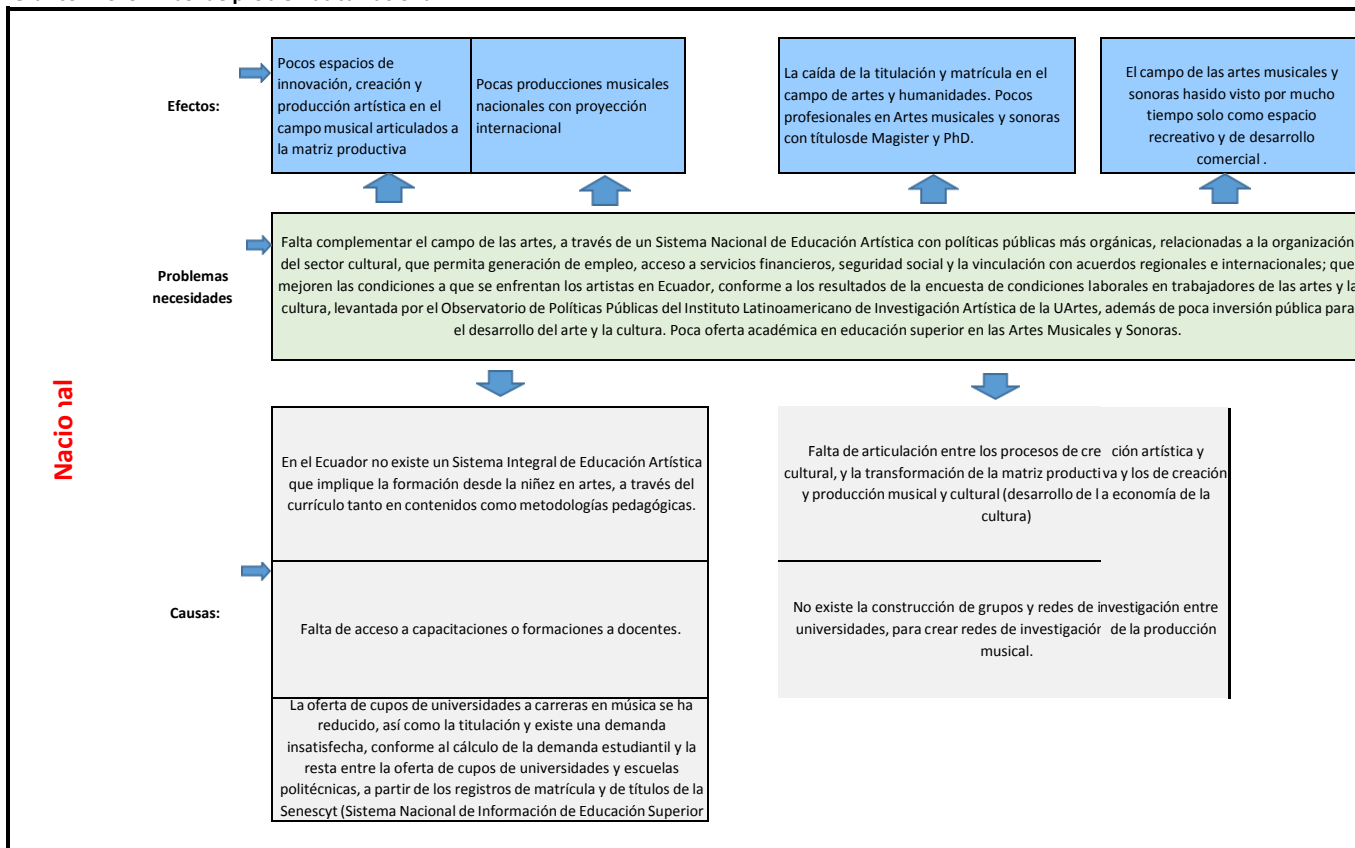 Efectos:
Pocos espacios de
innovación, creación y
producción artística en el
campo musical articulados a
la matriz productiva
Pocas producciones musicales
nacionales con proyección
internacional
La caída de la titulación y matrícula en el
campo de artes y humanidades. Pocos
profesionales en Artes musicales y sonoras
con títulosde Magister y PhD.
El campo de las artes musicales y
sonoras hasido visto por mucho
tiempo solo como espacio
recreativo y de desarrollo
comercial .
Problemas
necesidades
Falta complementar el campo de las artes, a través de un Sistema Nacional de Educación Artística con políticas públicas más orgánicas, relacionadas a la organización
del sector cultural, que permita generación de empleo, acceso a servicios financieros, seguridad social y la vinculación con acuerdos regionales e internacionales; que
mejoren las condiciones a que se enfrentan los artistas en Ecuador, conforme a los resultados de la encuesta de condiciones laborales en trabajadores de las artes y la
cultura, levantada por el Observatorio de Políticas Públicas del Instituto Latinoamericano de Investigación Artística de la UArtes, además de poca inversión pública para
el desarrollo del arte y la cultura. Poca oferta académica en educación superior en las Artes Musicales y Sonoras.
Nacional
Causas:
En el Ecuador no existe un Sistema Integral de Educación Artística
que implique la formación desde la niñez en artes, a través del
currículo tanto en contenidos como metodologías pedagógicas.
Falta de acceso a capacitaciones o formaciones a docentes.
La oferta de cupos de universidades a carreras en música se ha
reducido, así como la titulación y existe una demanda
insatisfecha, conforme al cálculo de la demanda estudiantil y la
resta entre la oferta de cupos de universidades y escuelas
politécnicas, a partir de los registros de matrícula y de títulos de la
Senescyt (Sistema Nacional de Información de Educación Superior
Falta de articulación entre los procesos de creación artística y
cultural, y la transformación de la matriz productiva y los de creación
y producción musical y cultural (desarrollo de la economía de la
cultura)
No existe la construcción de grupos y redes de investigación entre
universidades, para crear redes de investigación de la producción
musical.